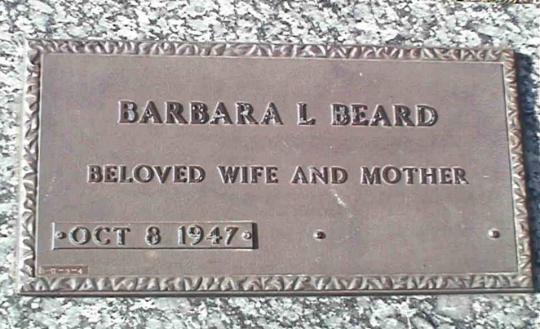 BARBARA L BEARD
BELOVED WIFE AND MOTHER
OCT 8 1947